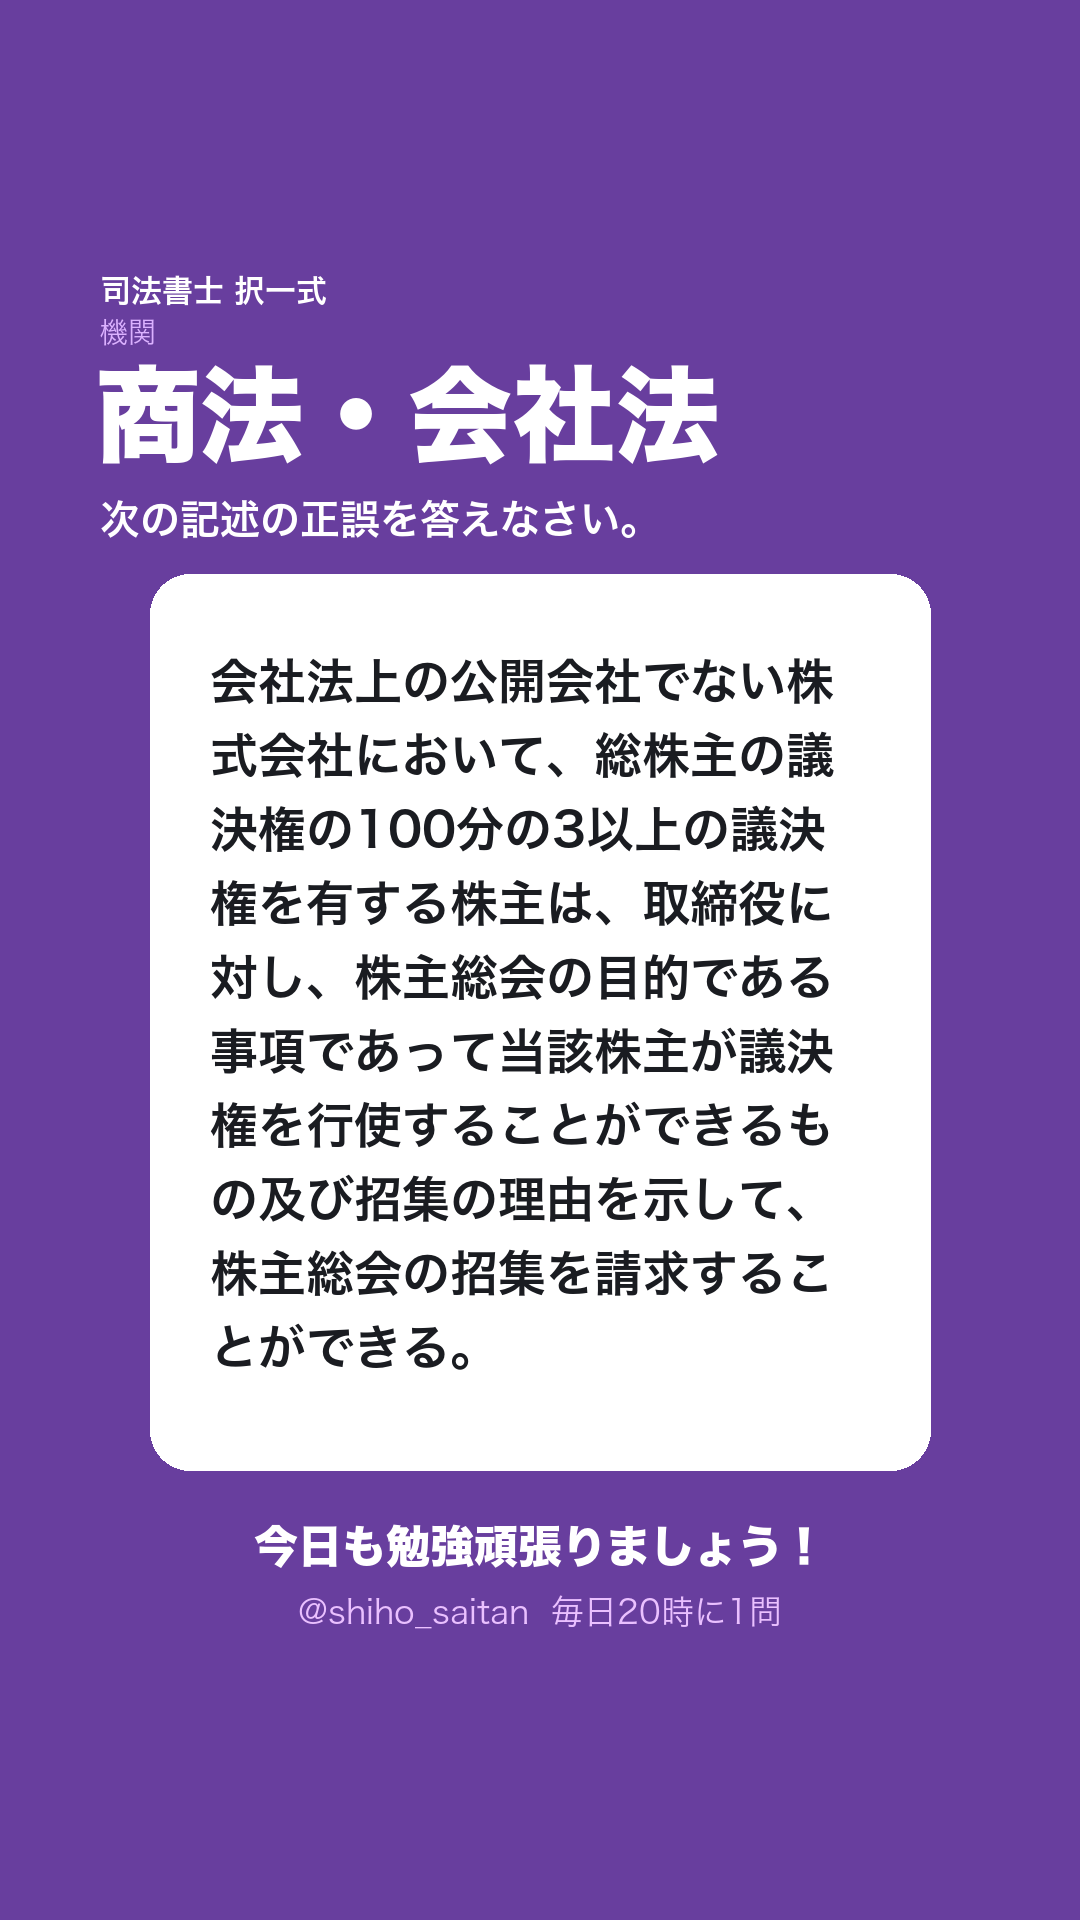 司法書士 択一式
機関
商法・会社法
次の記述の正誤を答えなさい。
会社法上の公開会社でない株
式会社において、総株主の議
決権の100分の3以上の議決
権を有する株主は、取締役に
対し、株主総会の目的である
事項であって当該株主が議決
権を行使することができるも
の及び招集の理由を示して、
株主総会の招集を請求するこ
とができる。
今日も勉強頑張りましょう！
@shiho_saitan 毎日20時に1問